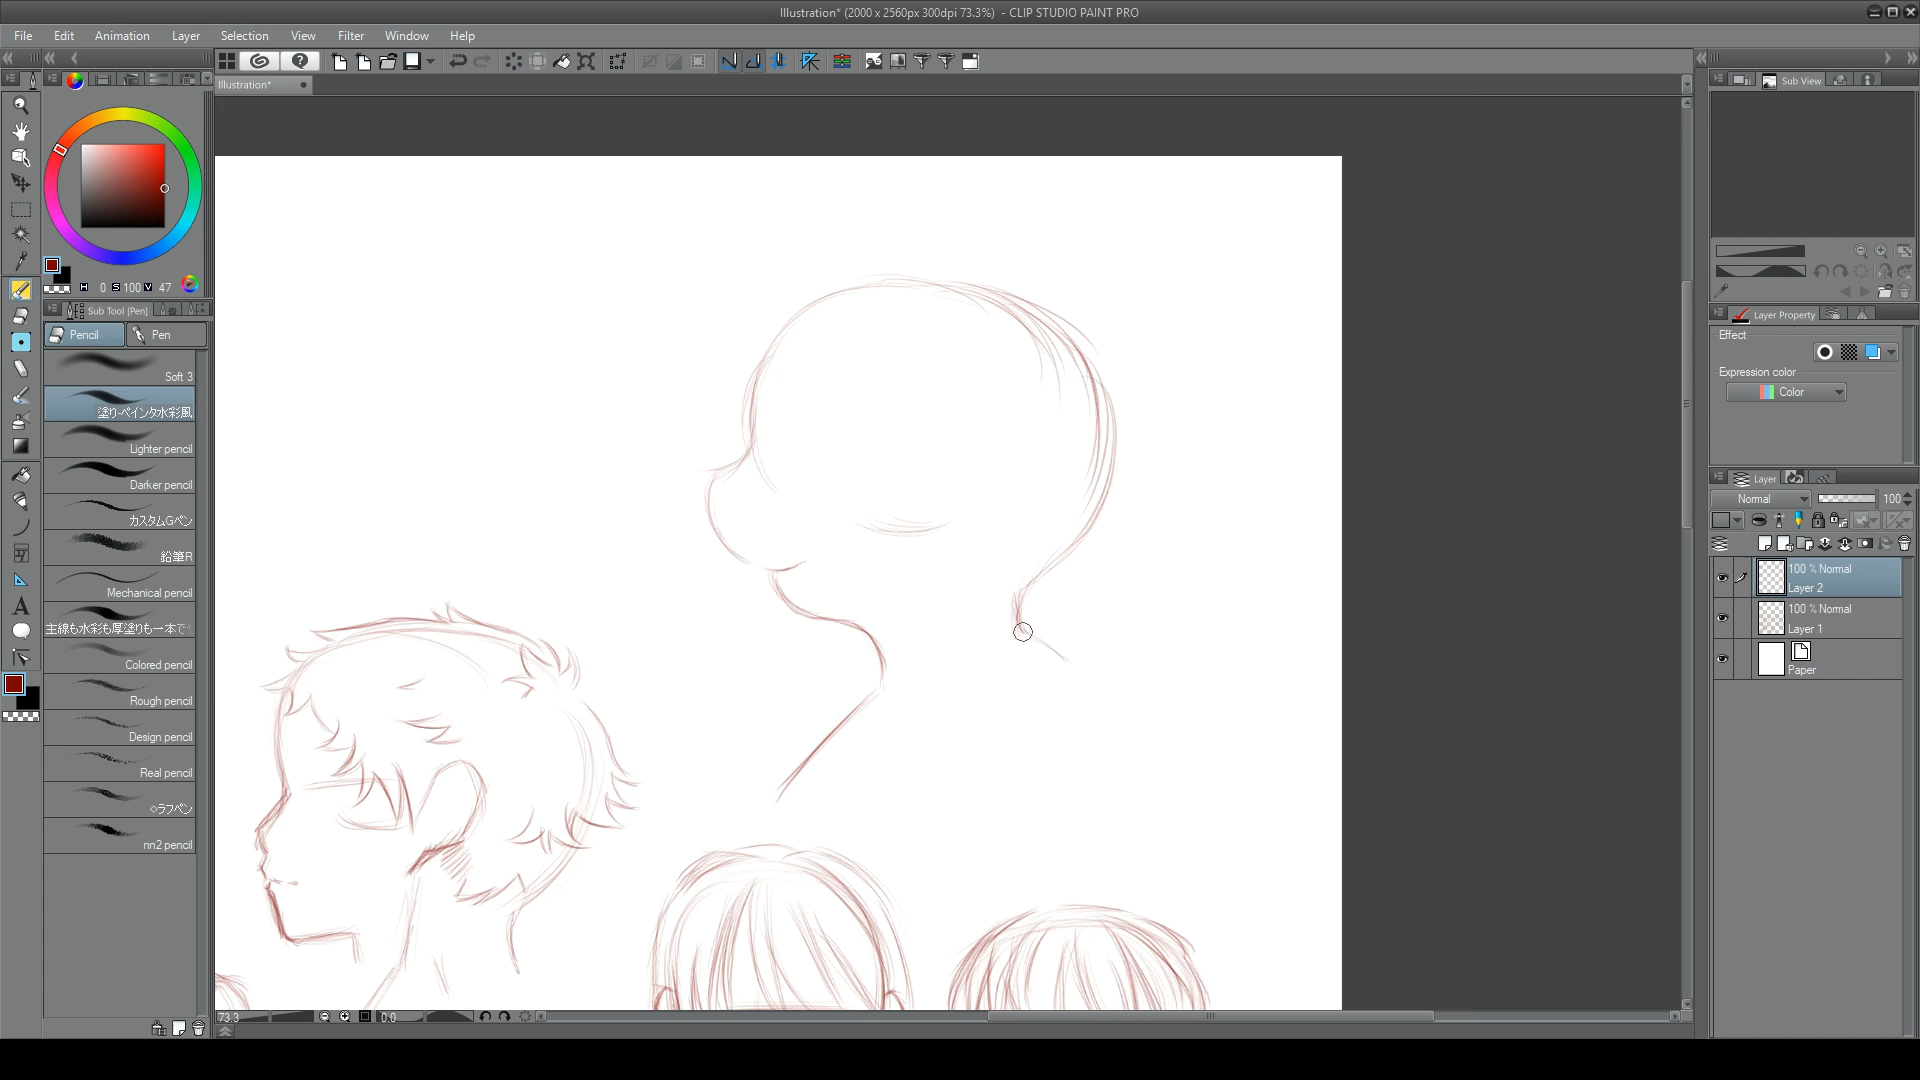 Illustration* (2000 x 2560px 300dpi 73.3%) - CLIP STUDIO PAINT PRO
File Edit Animation Layer Selection View Filter Window Help
Illustration*
Sub View
H 0 S 100 V 47
Sub Tool [Pen]
Pencil Pen
Soft 3
塗り-ペインタ水彩風
Lighter pencil
Darker pencil
カスタムGペン
鉛筆R
Mechanical pencil
主線も水彩も厚塗りも一本で
Colored pencil
Rough pencil
Design pencil
Real pencil
◇ラフペン
nn2 pencil
Layer Property
Effect
Expression color
Color
Layer
Normal 100
100 % Normal
Layer 2
100 % Normal
Layer 1
Paper
73.3 0.0